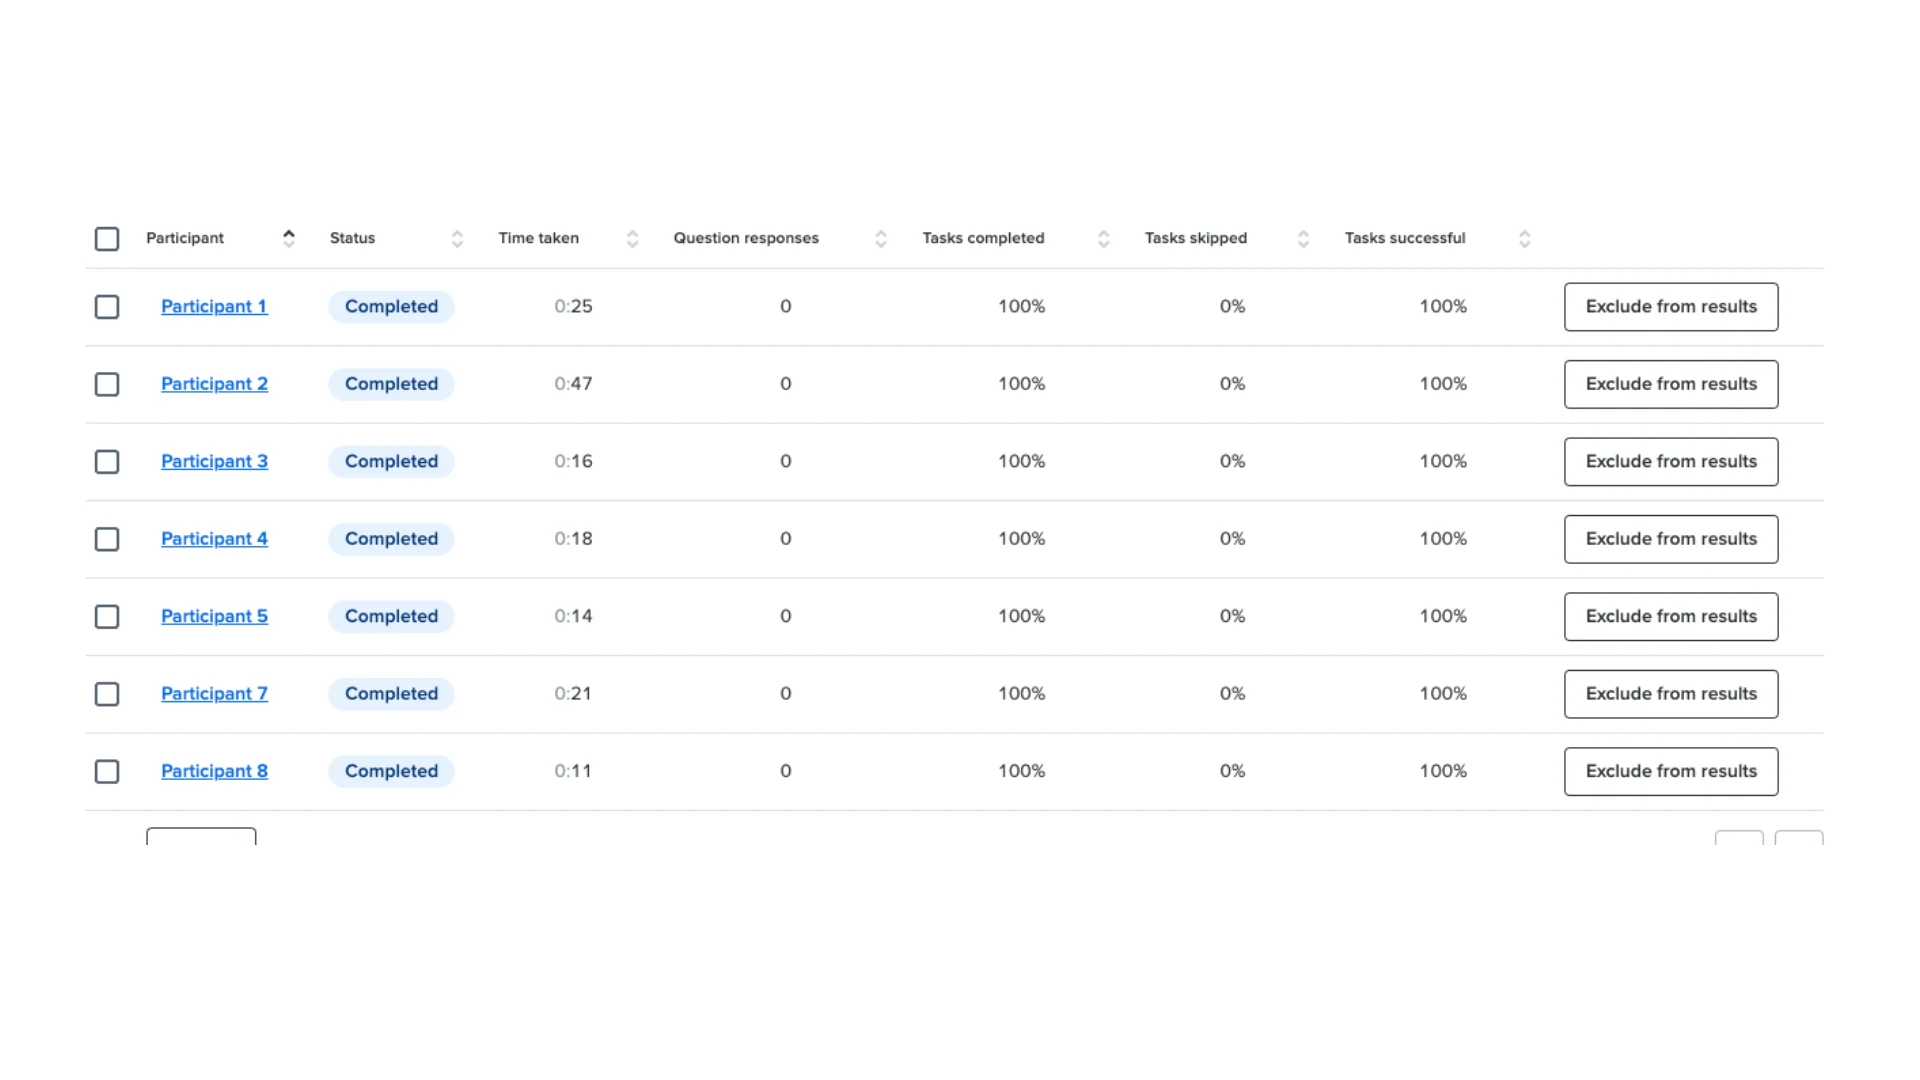 Participant Status Time taken Question responses Tasks completed Tasks skipped Tasks successful
Participant 1 Completed 0:25 0 100% 0% 100% Exclude from results
Participant 2 Completed 0:47 0 100% 0% 100% Exclude from results
Participant 3 Completed 0:16 0 100% 0% 100% Exclude from results
Participant 4 Completed 0:18 0 100% 0% 100% Exclude from results
Participant 5 Completed 0:14 0 100% 0% 100% Exclude from results
Participant 7 Completed 0:21 0 100% 0% 100% Exclude from results
Participant 8 Completed 0:11 0 100% 0% 100% Exclude from results